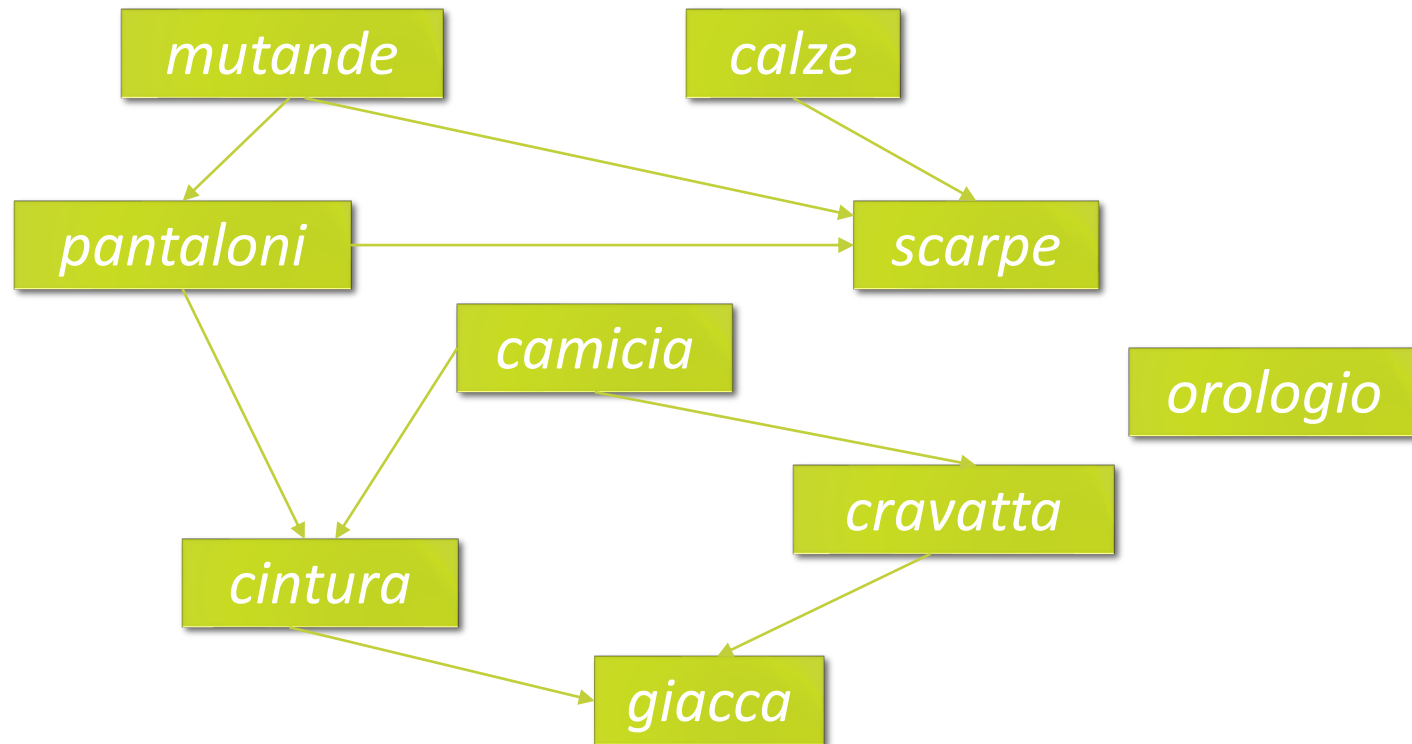 mutande
calze
pantaloni
scarpe
camicia
orologio
cravatta
cintura
giacca